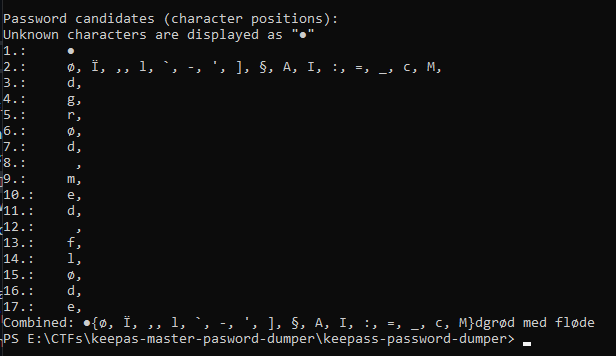 Password candidates (character positions):
Unknown characters are displayed as "●"
1.: ●
2.: ø, Ï, ,, l, `, -, ', ], §, A, I, :, =, _, c, M,
3.: d,
4.: g,
5.: r,
6.: ø,
7.: d,
8.:  ,
9.: m,
10.: e,
11.: d,
12.:  ,
13.: f,
14.: l,
15.: ø,
16.: d,
17.: e,
Combined: ●{ø, Ï, ,, l, `, -, ', ], §, A, I, :, =, _, c, M}dgrød med fløde
PS E:\CTFs\keepas-master-pasword-dumper\keepass-password-dumper>